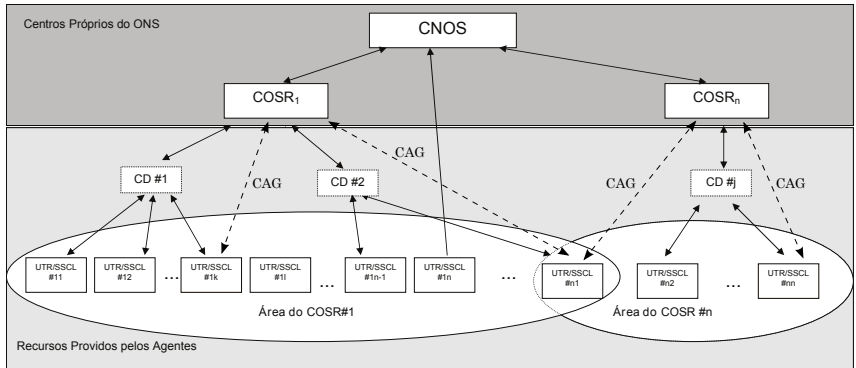 Centros Próprios do ONS
CNOS
COSR1
COSRn
CAG
CAG
CAG
CAG
CD #1
CD #2
CD #j
UTR/SSCL
#11
UTR/SSCL
#12
...
UTR/SSCL
#1k
UTR/SSCL
#1l
...
UTR/SSCL
#1n-1
UTR/SSCL
#1n
...
UTR/SSCL
#n1
UTR/SSCL
#n2
...
UTR/SSCL
#nn
Área do COSR#1
Área do COSR #n
Recursos Providos pelos Agentes